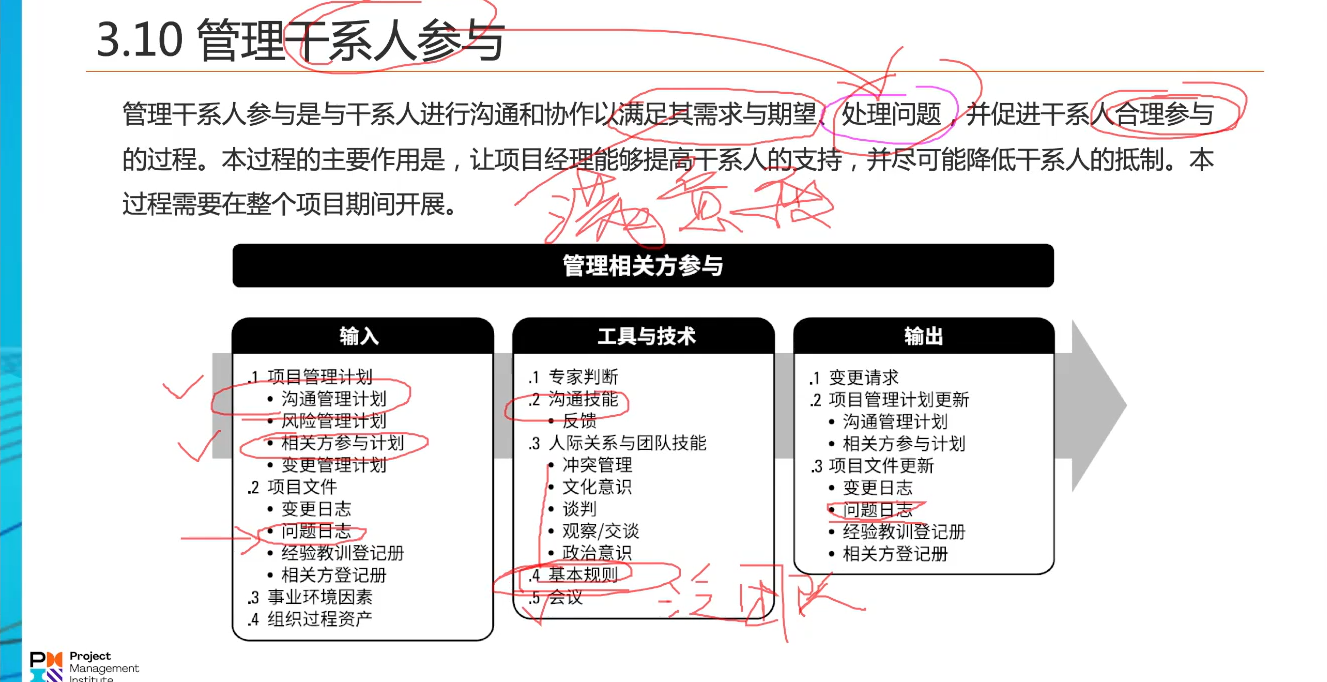 3.10 管理干系人参与
管理干系人参与是与干系人进行沟通和协作以满足其需求与期望、处理问题，并促进干系人合理参与
的过程。本过程的主要作用是，让项目经理能够提高干系人的支持，并尽可能降低干系人的抵制。本
过程需要在整个项目期间开展。
满意度
管理相关方参与
输入
.1 项目管理计划
• 沟通管理计划
• 风险管理计划
• 相关方参与计划
• 变更管理计划
.2 项目文件
• 变更日志
• 问题日志
• 经验教训登记册
• 相关方登记册
.3 事业环境因素
.4 组织过程资产
工具与技术
.1 专家判断
.2 沟通技能
• 反馈
.3 人际关系与团队技能
• 冲突管理
• 文化意识
• 谈判
• 观察/交谈
• 政治意识
.4 基本规则
.5 会议
团队
输出
.1 变更请求
.2 项目管理计划更新
• 沟通管理计划
• 相关方参与计划
.3 项目文件更新
• 变更日志
• 问题日志
• 经验教训登记册
• 相关方登记册
Project
Management
Institute